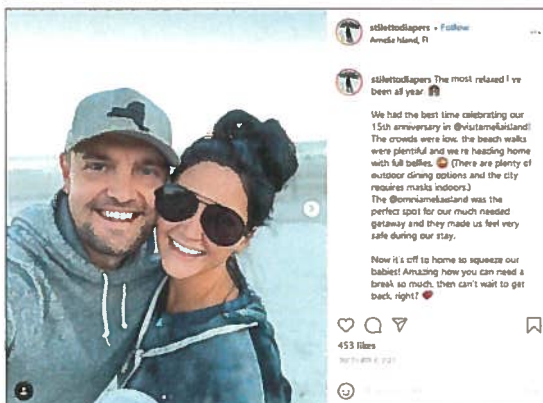 stilettodiapers • Follow
Amelia Island, Fl
stilettodiapers The most relaxed I've
been all year.
We had the best time celebrating our
15th anniversary in @visitameliaisland!
The crowds were low, the beach walks
were plentiful and we're heading home
with full bellies. (There are plenty of
outdoor dining options and the city
requires masks indoors.)
The @omniameliaisland was the
perfect spot for our much needed
getaway and they made us feel very
safe during our stay.
Now it's off to home to squeeze our
babies! Amazing how you can need a
break so much, then can't wait to get
back, right?
453 likes